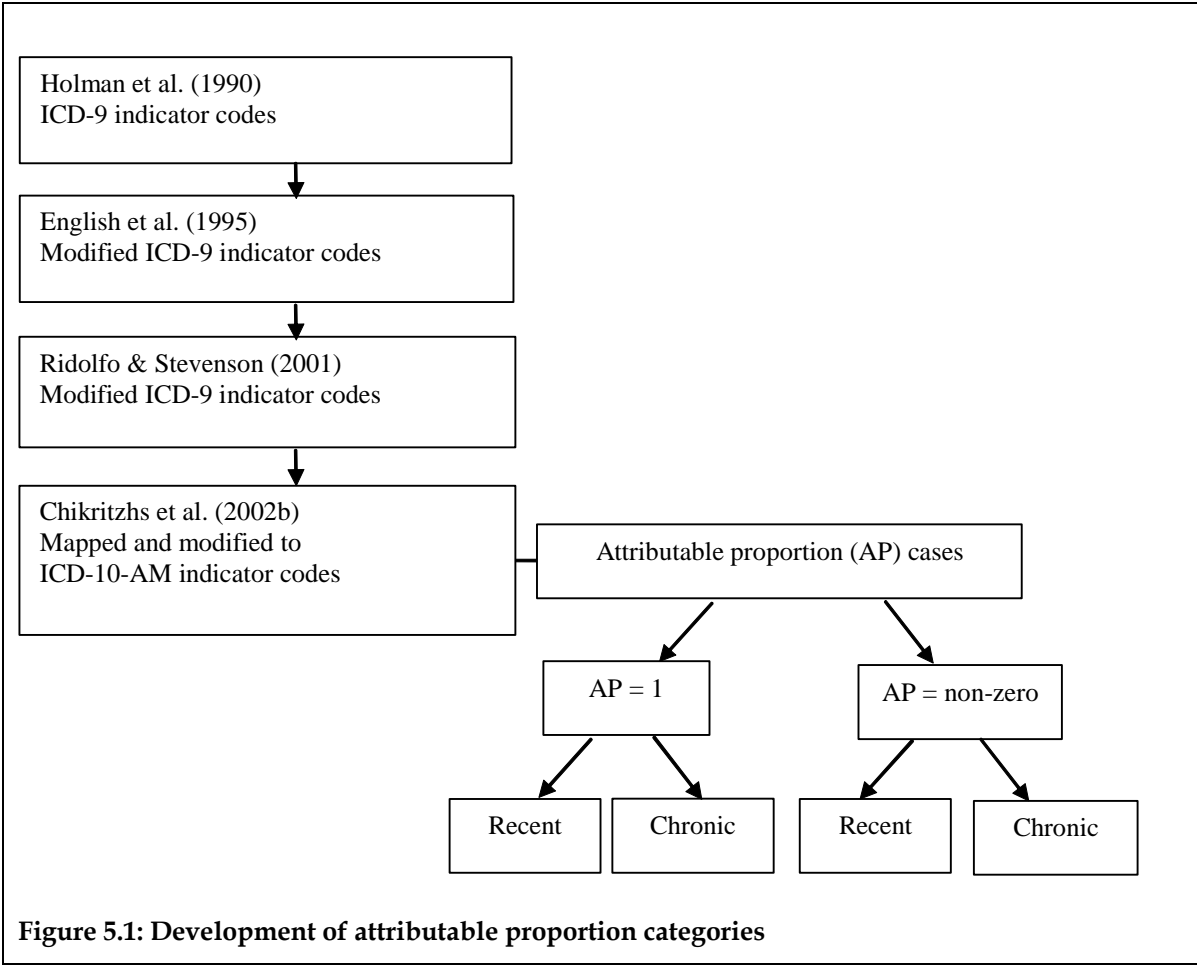 Holman et al. (1990)
ICD-9 indicator codes
English et al. (1995)
Modified ICD-9 indicator codes
Ridolfo & Stevenson (2001)
Modified ICD-9 indicator codes
Chikritzhs et al. (2002b)
Mapped and modified to
ICD-10-AM indicator codes
Attributable proportion (AP) cases
AP = 1
AP = non-zero
Recent
Chronic
Recent
Chronic
Figure 5.1: Development of attributable proportion categories